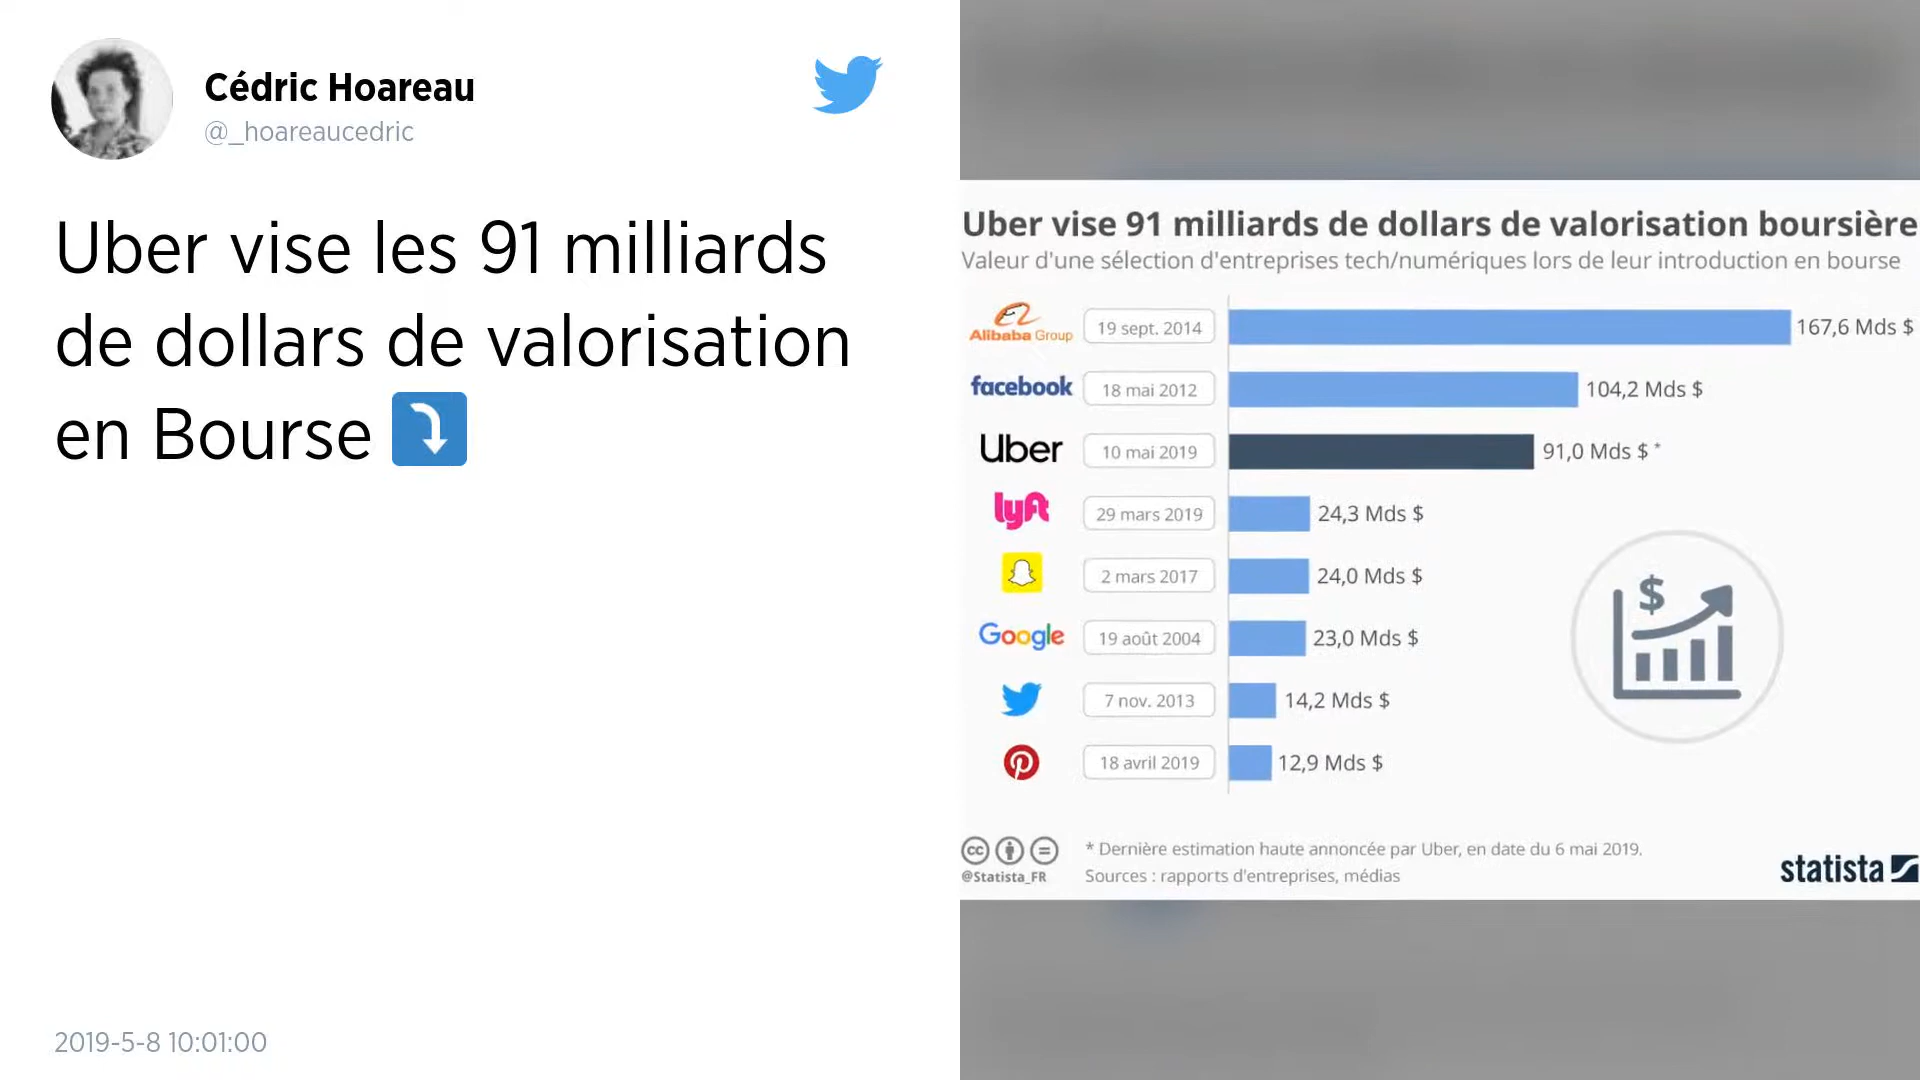 Cédric Hoareau
@_hoareaucedric
Uber vise les 91 milliards
de dollars de valorisation
en Bourse
2019-5-8 10:01:00
Uber vise 91 milliards de dollars de valorisation boursière
Valeur d'une sélection d'entreprises tech/numériques lors de leur introduction en bourse
Alibaba Group 19 sept. 2014 167,6 Mds $
facebook 18 mai 2012 104,2 Mds $
Uber 10 mai 2019 91,0 Mds $ *
lyft 29 mars 2019 24,3 Mds $
2 mars 2017 24,0 Mds $
Google 19 août 2004 23,0 Mds $
7 nov. 2013 14,2 Mds $
18 avril 2019 12,9 Mds $
$
cc
@Statista_FR
* Dernière estimation haute annoncée par Uber, en date du 6 mai 2019.
Sources : rapports d'entreprises, médias
statista